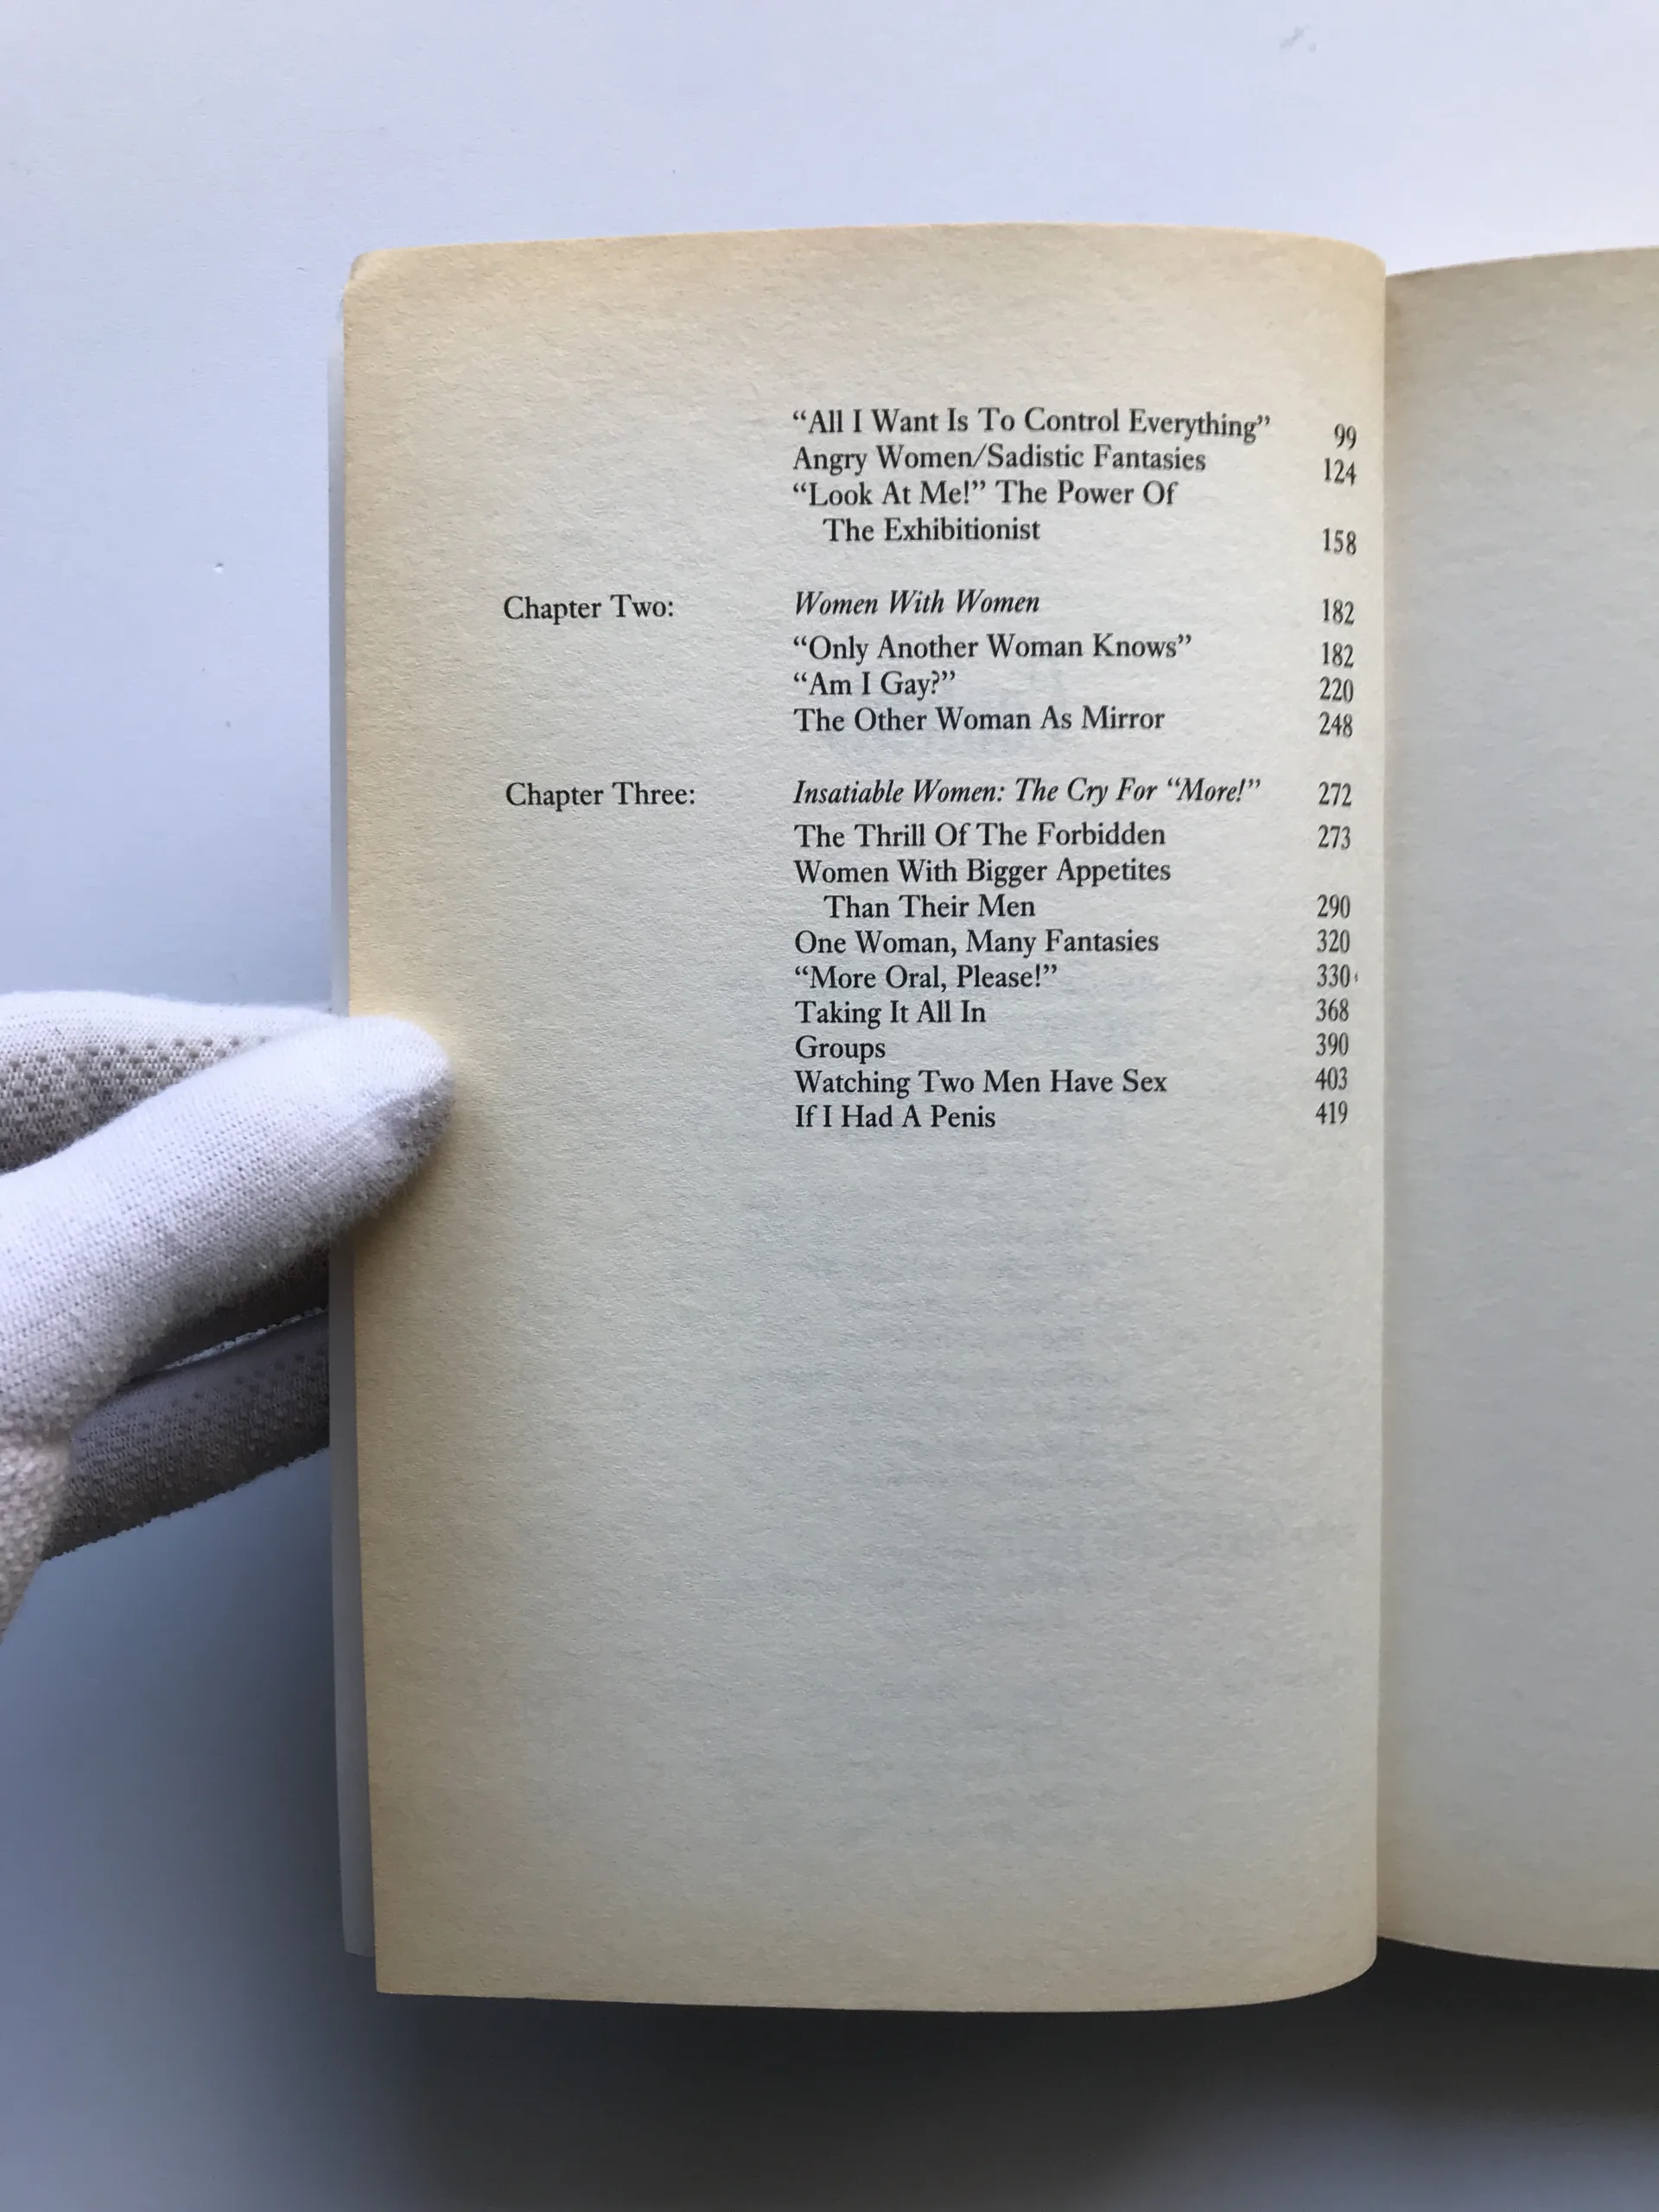 “All I Want Is To Control Everything” 99
Angry Women/Sadistic Fantasies 124
“Look At Me!” The Power Of
The Exhibitionist 158
Chapter Two: Women With Women 182
“Only Another Woman Knows” 182
“Am I Gay?” 220
The Other Woman As Mirror 248
Chapter Three: Insatiable Women: The Cry For “More!” 272
The Thrill Of The Forbidden 273
Women With Bigger Appetites
Than Their Men 290
One Woman, Many Fantasies 320
“More Oral, Please!” 330
Taking It All In 368
Groups 390
Watching Two Men Have Sex 403
If I Had A Penis 419